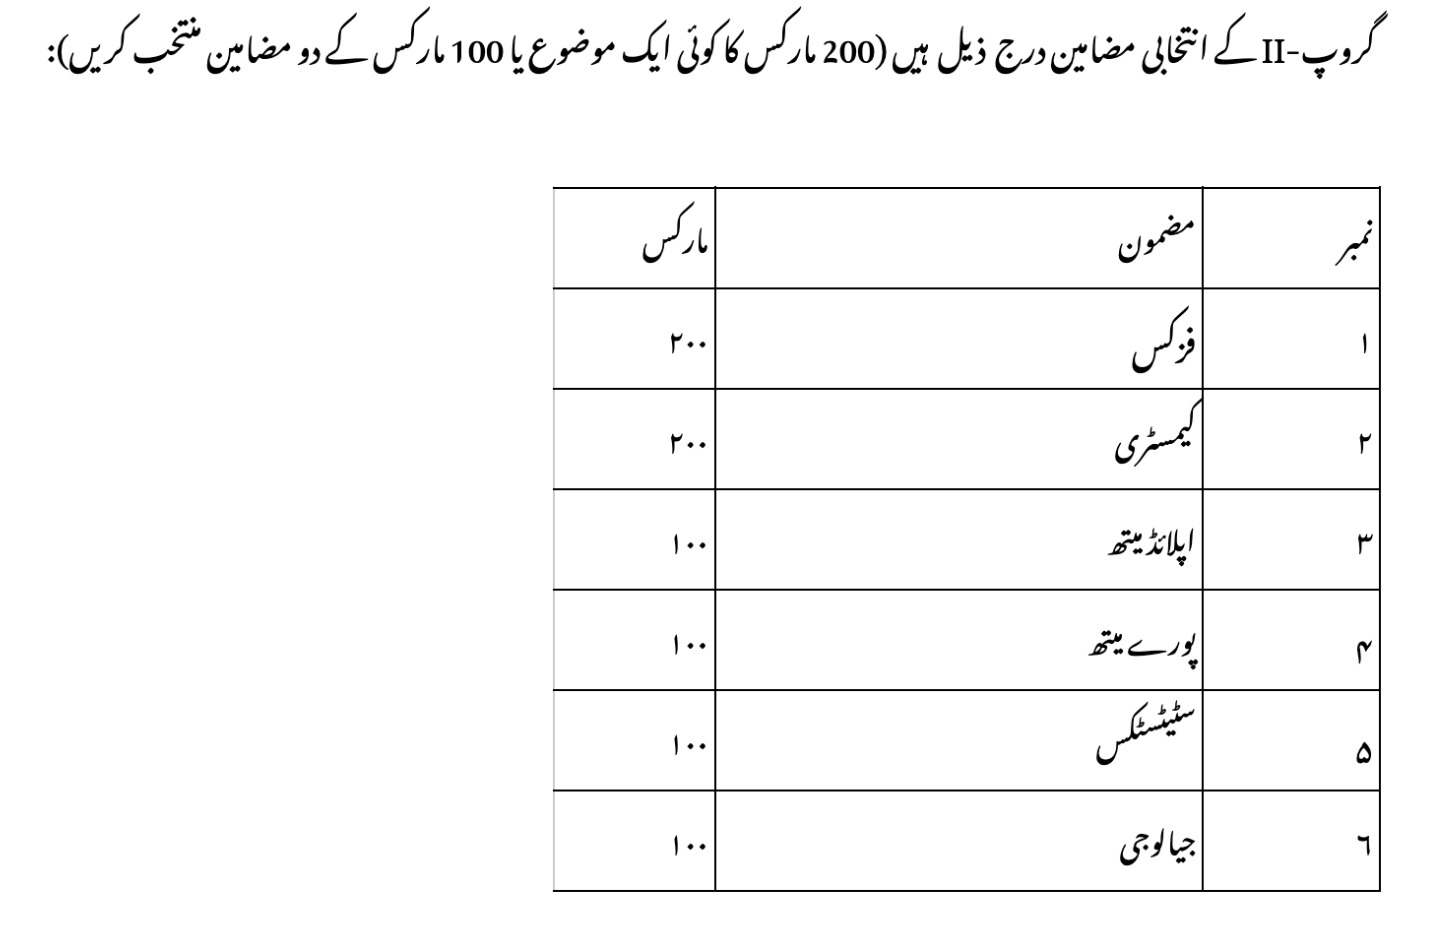 گروپ-II کے انتخابی مضامین درج ذیل ہیں (200 مارکس کا کوئی ایک موضوع یا 100 مارکس کے دو مضامین منتخب کریں):
نمبر مضمون مارکس
۱ فزکس ۲۰۰
۲ کیمسٹری ۲۰۰
۳ اپلائڈ میتھ ۱۰۰
۴ پورے میتھ ۱۰۰
۵ سٹیٹسٹکس ۱۰۰
٦ جیالوجی ۱۰۰